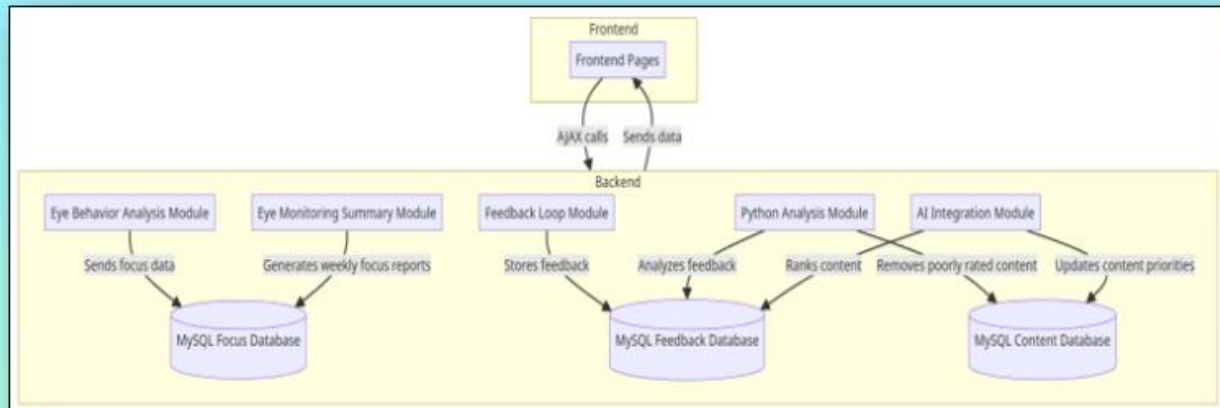 Frontend
Frontend Pages
AJAX calls
Sends data
Backend
Eye Behavior Analysis Module
Eye Monitoring Summary Module
Feedback Loop Module
Python Analysis Module
AI Integration Module
Sends focus data
Generates weekly focus reports
Stores feedback
Analyzes feedback
Ranks content
Removes poorly rated content
Updates content priorities
MySQL Focus Database
MySQL Feedback Database
MySQL Content Database